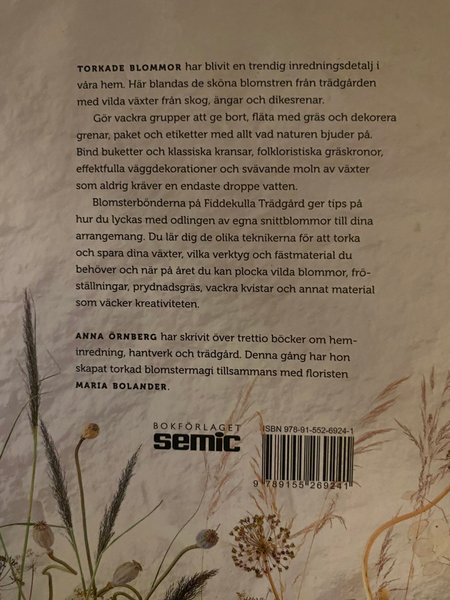 TORKADE BLOMMOR har blivit en trendig inredningsdetalj i
våra hem. Här blandas de sköna blomstren från trädgården
med vilda växter från skog, ängar och dikesrenar.
Gör vackra grupper att ge bort, fläta med gräs och dekorera
grenar, paket och etiketter med allt vad naturen bjuder på.
Bind buketter och klassiska kransar, folkloristiska gräskronor,
effektfulla väggdekorationer och svävande moln av växter
som aldrig kräver en endaste droppe vatten.
Blomsterbönderna på Fiddekulla Trädgård ger tips på
hur du lyckas med odlingen av egna snittblommor till dina
arrangemang. Du lär dig de olika teknikerna för att torka
och spara dina växter, vilka verktyg och fästmaterial du
behöver och när på året du kan plocka vilda blommor, frö-
ställningar, prydnadsgräs, vackra kvistar och annat material
som väcker kreativiteten.
ANNA ÖRNBERG har skrivit över trettio böcker om hem-
inredning, hantverk och trädgård. Denna gång har hon
skapat torkad blomstermagi tillsammans med floristen
MARIA BOLANDER.
BOKFÖRLAGET
semic
ISBN 978-91-552-6924-1
9 789155 269241